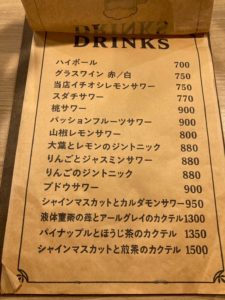 DRINKS
DRINKS
ハイボール 700
グラスワイン 赤/白 750
当店イチオシレモンサワー 750
スダチサワー 770
桃サワー 900
パッションフルーツサワー 900
山椒レモンサワー 800
大葉とレモンのジントニック 880
りんごとジャスミンサワー 880
りんごのジントニック 880
ブドウサワー 900
シャインマスカットとカルダモンサワー 950
液体窒素の苺とアールグレイのカクテル 1300
パイナップルとほうじ茶のカクテル 1350
シャインマスカットと煎茶のカクテル 1500